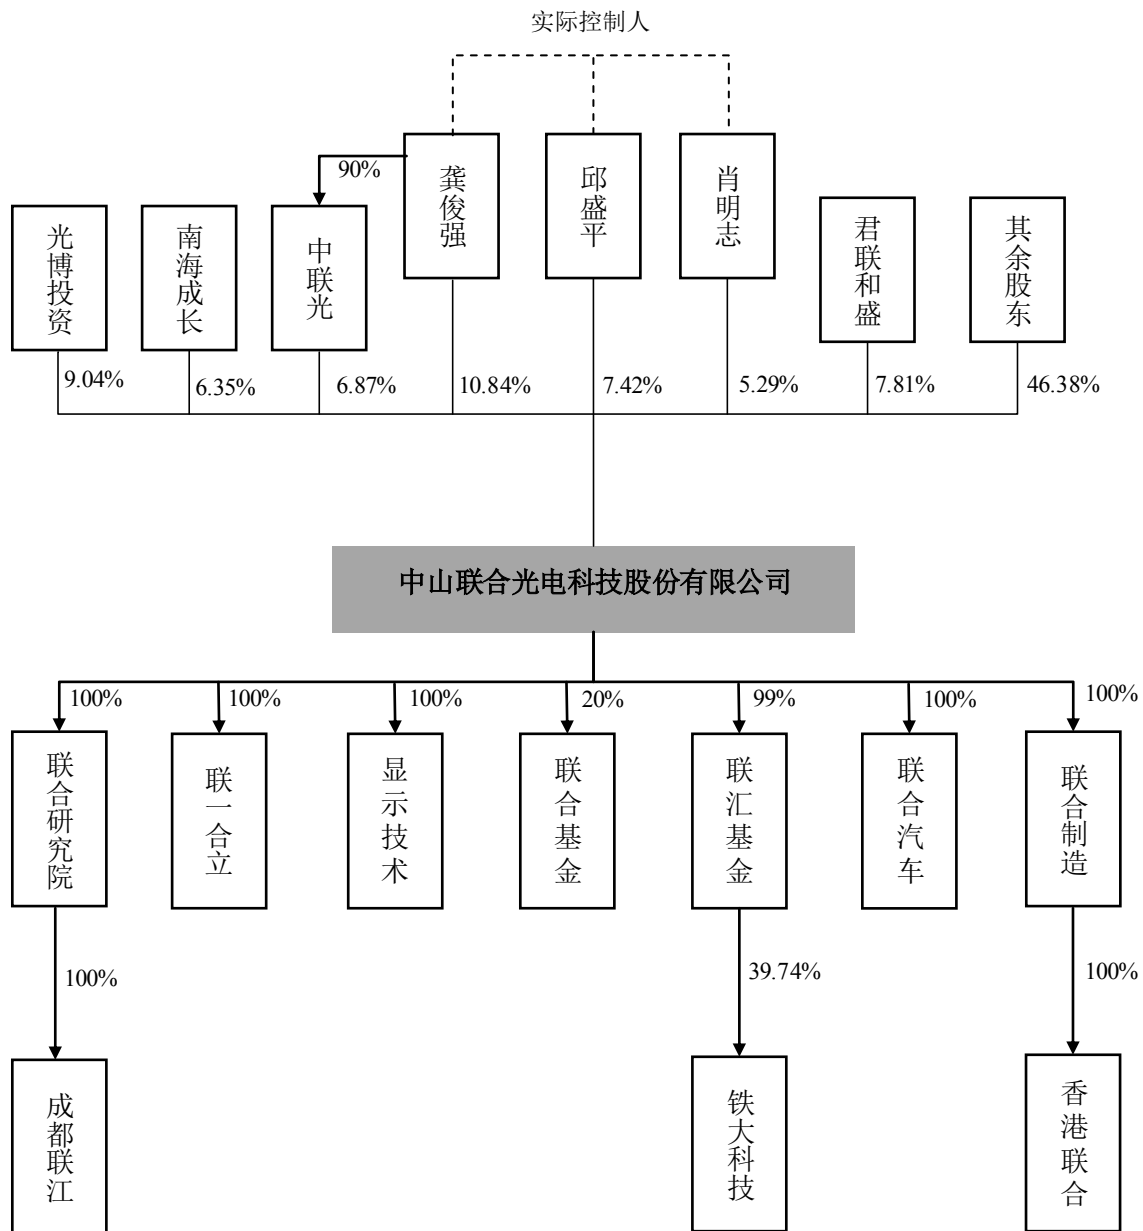 实际控制人
90%
龚俊强
邱盛平
肖明志
光博投资
南海成长
中联光
君联和盛
其余股东
9.04%
6.35%
6.87%
10.84%
7.42%
5.29%
7.81%
46.38%
中山联合光电科技股份有限公司
100%
100%
100%
20%
99%
100%
100%
联合研究院
联一合立
显示技术
联合基金
联汇基金
联合汽车
联合制造
100%
39.74%
100%
成都联江
铁大科技
香港联合